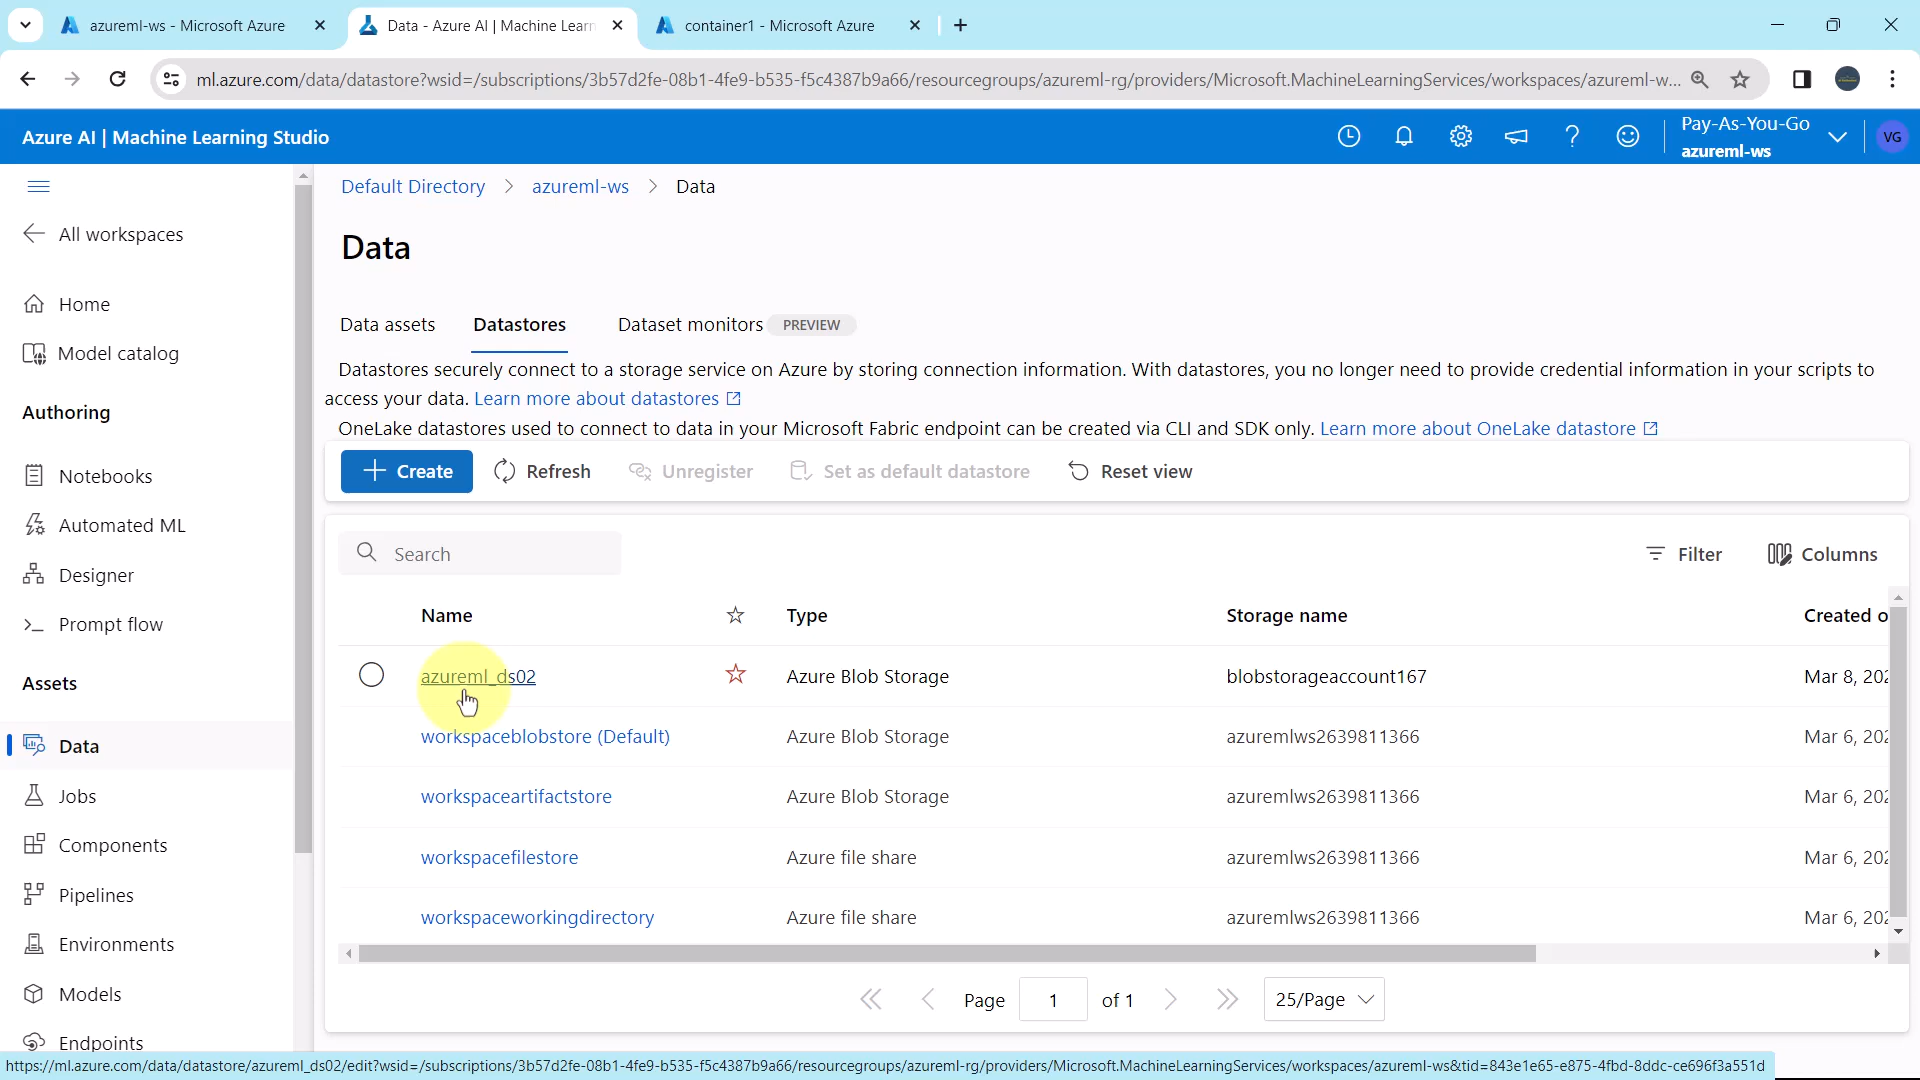 azureml-ws - Microsoft Azure
Data - Azure AI | Machine Learn
container1 - Microsoft Azure
ml.azure.com/data/datastore?wsid=/subscriptions/3b57d2fe-08b1-4fe9-b535-f5c4387b9a66/resourcegroups/azureml-rg/providers/Microsoft.MachineLearningServices/workspaces/azureml-w...
Azure AI | Machine Learning Studio
Pay-As-You-Go
azureml-ws
VG
Default Directory > azureml-ws > Data
All workspaces
Home
Model catalog
Authoring
Notebooks
Automated ML
Designer
Prompt flow
Assets
Data
Jobs
Components
Pipelines
Environments
Models
Endpoints
Data
Data assets
Datastores
Dataset monitors PREVIEW
Datastores securely connect to a storage service on Azure by storing connection information. With datastores, you no longer need to provide credential information in your scripts to
access your data. Learn more about datastores
OneLake datastores used to connect to data in your Microsoft Fabric endpoint can be created via CLI and SDK only. Learn more about OneLake datastore
Create Refresh Unregister Set as default datastore Reset view
Search
Filter Columns
Name Type Storage name Created o
azureml_ds02 Azure Blob Storage blobstorageaccount167 Mar 8, 202
workspaceblobstore (Default) Azure Blob Storage azuremlws2639811366 Mar 6, 202
workspaceartifactstore Azure Blob Storage azuremlws2639811366 Mar 6, 202
workspacefilestore Azure file share azuremlws2639811366 Mar 6, 202
workspaceworkingdirectory Azure file share azuremlws2639811366 Mar 6, 202
Page 1 of 1 25/Page
https://ml.azure.com/data/datastore/azureml_ds02/edit?wsid=/subscriptions/3b57d2fe-08b1-4fe9-b535-f5c4387b9a66/resourcegroups/azureml-rg/providers/Microsoft.MachineLearningServices/workspaces/azureml-ws&tid=843e1e65-e875-4fbd-8ddc-ce696f3a551d